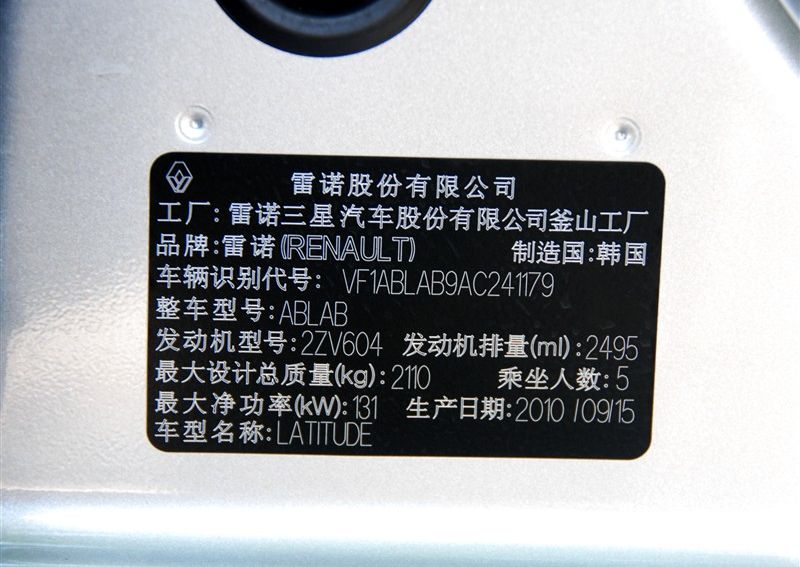 雷诺股份有限公司
工厂: 雷诺三星汽车股份有限公司釜山工厂
品牌:雷诺(RENAULT) 制造国:韩国
车辆识别代号: VF1ABLAB9AC241179
整车型号:ABLAB
发动机型号:2ZV604 发动机排量(ml):2495
最大设计总质量(kg):2110 乘坐人数:5
最大净功率(kW):131 生产日期:2010 /09/15
车型名称:LATITUDE